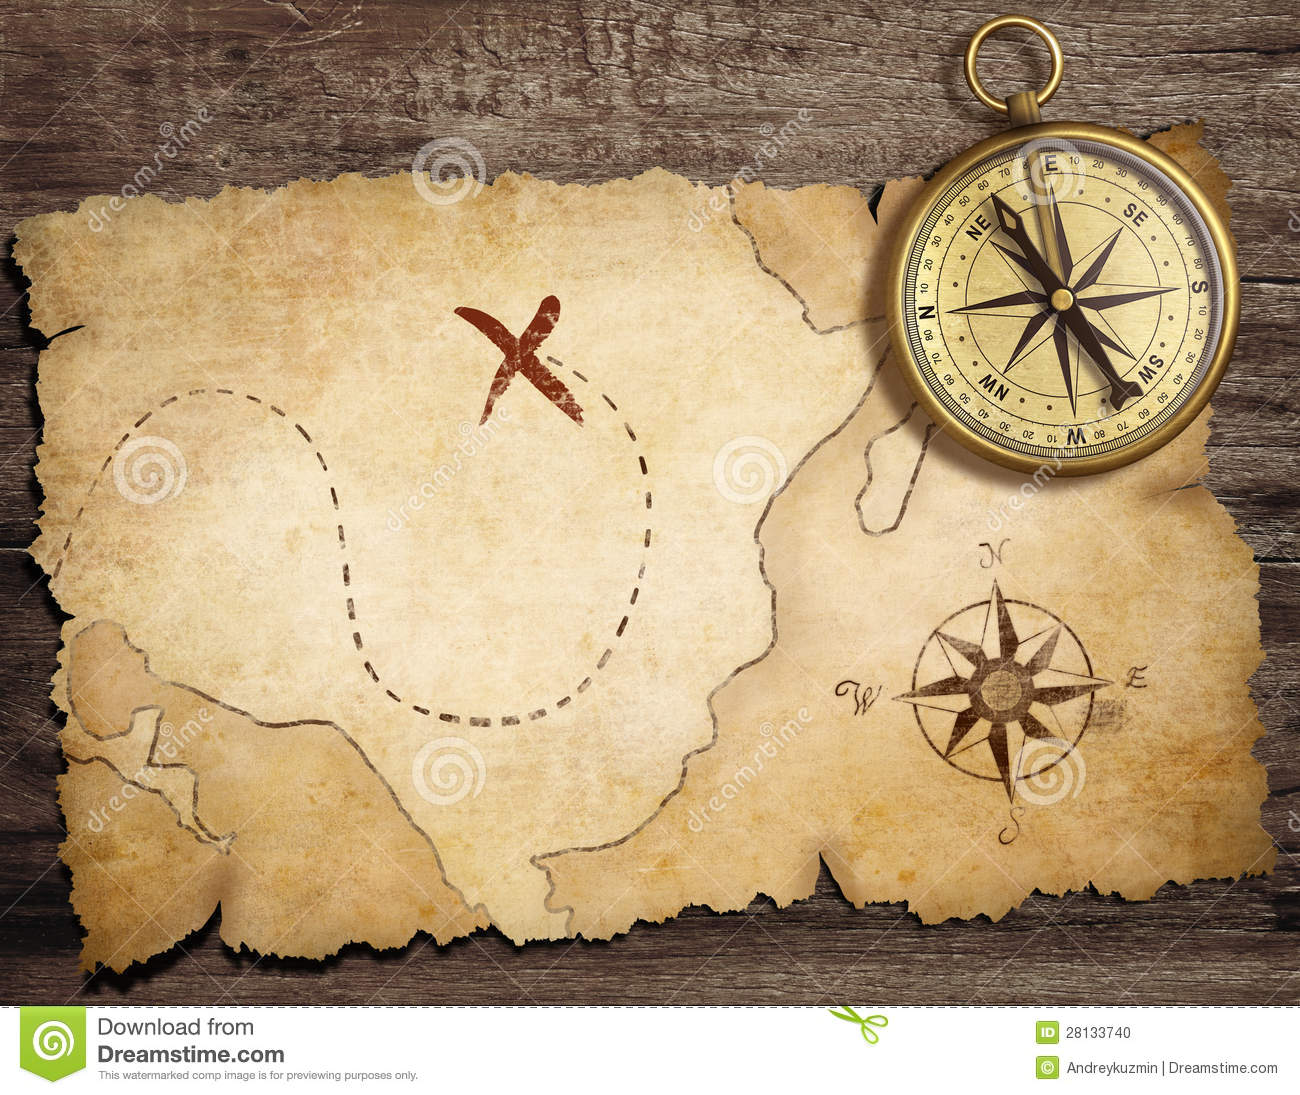 E
SE
S
SW
W
NW
N
NE
N
W
E
S
dreamstime
Download from
Dreamstime.com
This watermarked comp image is for previewing purposes only.
ID 28133740
© Andreykuzmin | Dreamstime.com